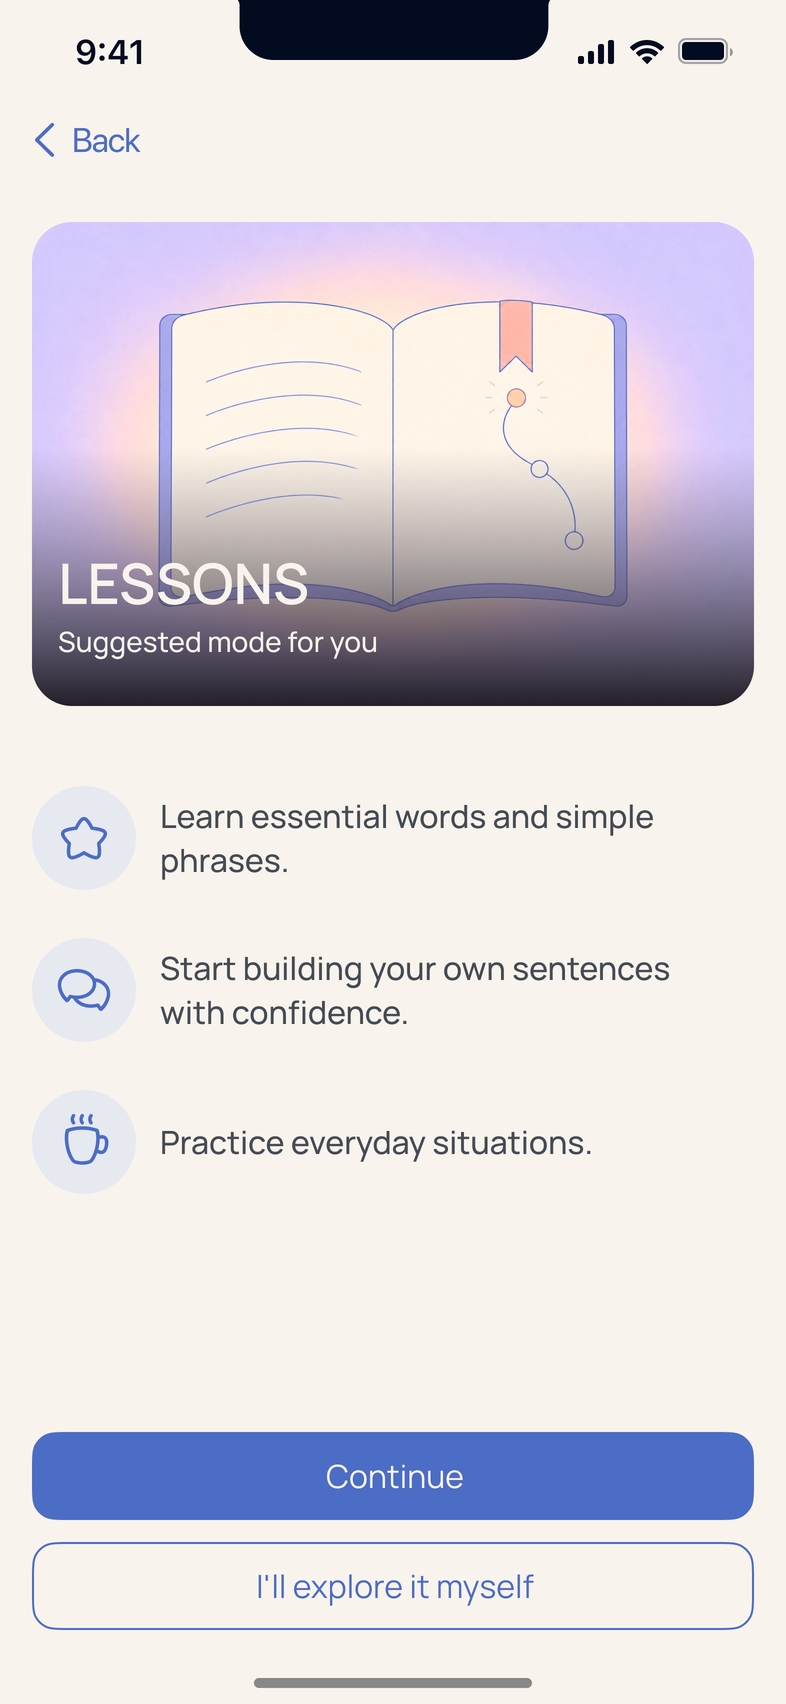 9:41
Back
LESSONS
Suggested mode for you
Learn essential words and simple
phrases.
Start building your own sentences
with confidence.
Practice everyday situations.
Continue
I'll explore it myself